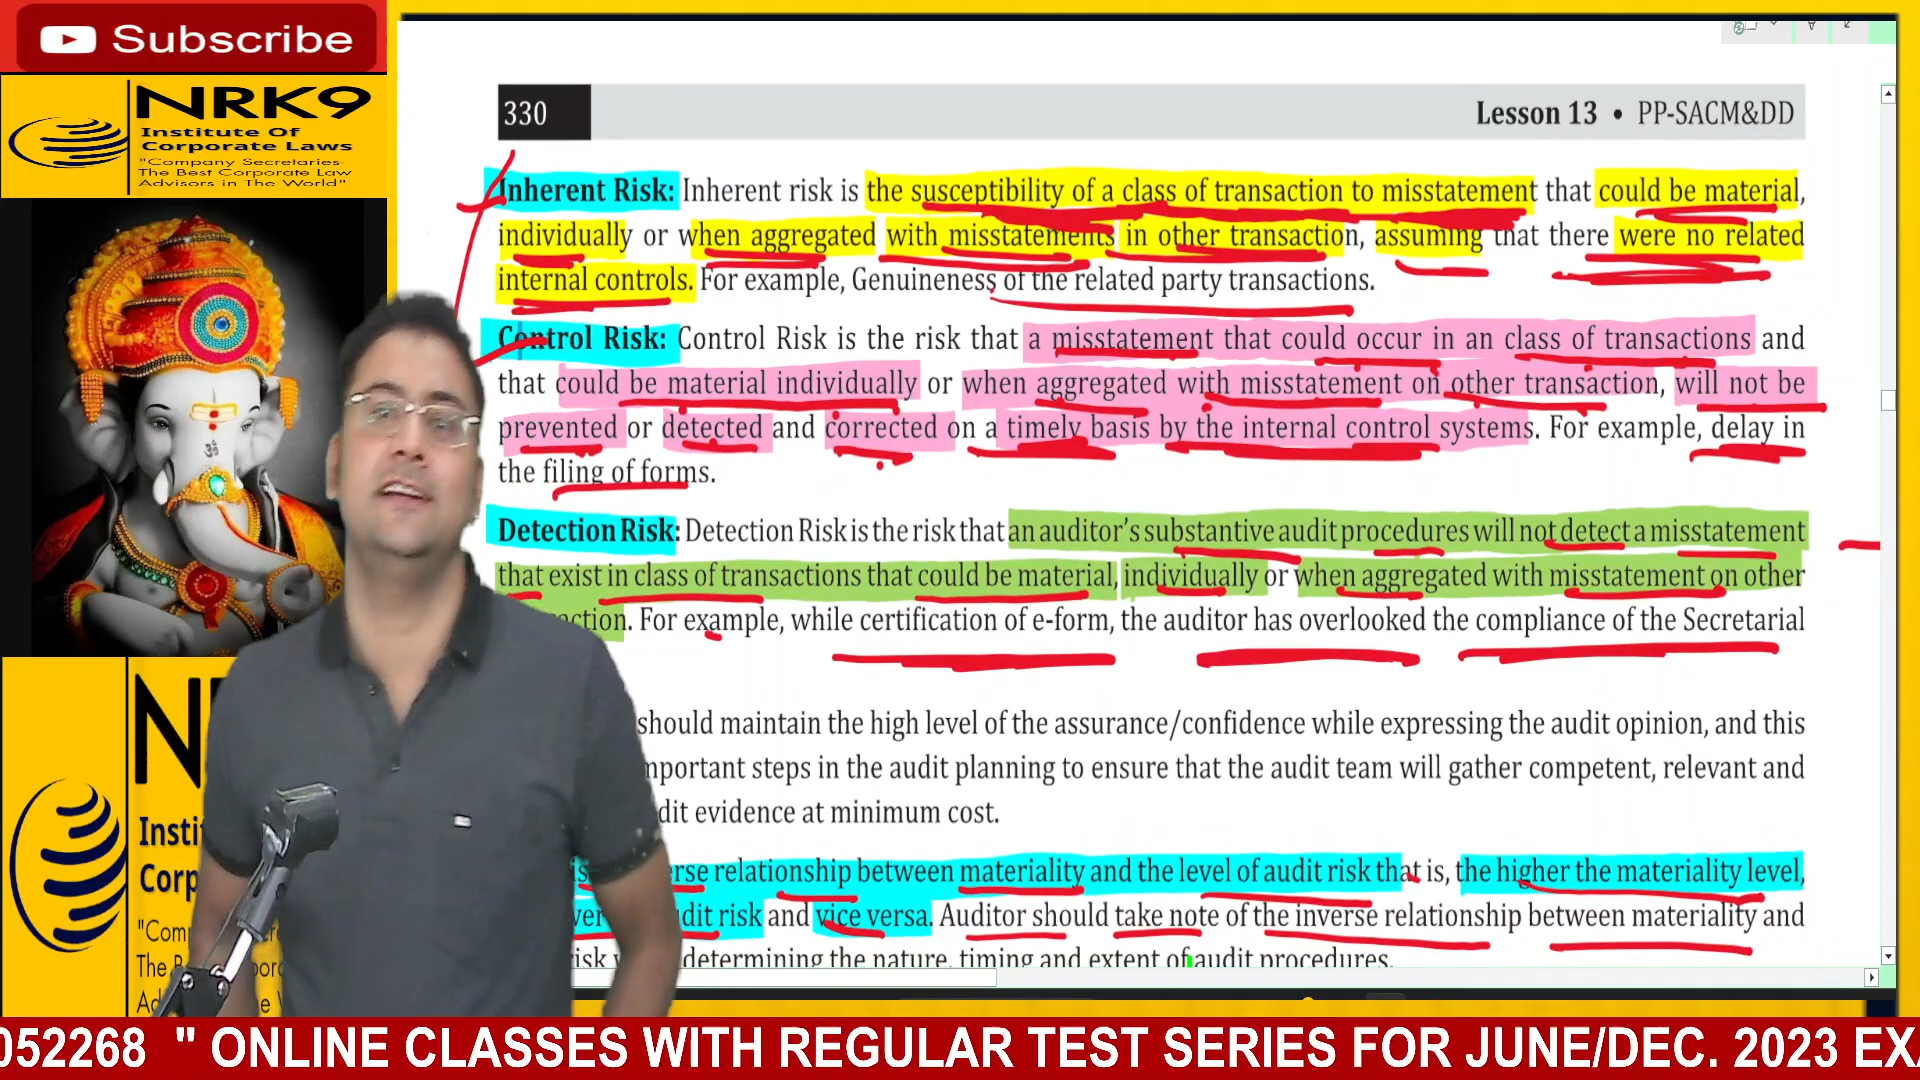 Subscribe
NRK9
Institute Of
Corporate Laws
"Company Secretaries-
The Best Corporate Law
Advisors in The World"
330
Lesson 13 • PP-SACM&DD
Inherent Risk: Inherent risk is the susceptibility of a class of transaction to misstatement that could be material,
individually or when aggregated with misstatements in other transaction, assuming that there were no related
internal controls. For example, Genuineness of the related party transactions.
Control Risk: Control Risk is the risk that a misstatement that could occur in an class of transactions and
that could be material individually or when aggregated with misstatement on other transaction, will not be
prevented or detected and corrected on a timely basis by the internal control systems. For example, delay in
the filing of forms.
Detection Risk: Detection Risk is the risk that an auditor's substantive audit procedures will not detect a misstatement
that exist in class of transactions that could be material, individually or when aggregated with misstatement on other
ction. For example, while certification of e-form, the auditor has overlooked the compliance of the Secretarial
should maintain the high level of the assurance/confidence while expressing the audit opinion, and this
mportant steps in the audit planning to ensure that the audit team will gather competent, relevant and
dit evidence at minimum cost.
rse relationship between materiality and the level of audit risk that is, the higher the materiality level,
dit risk and vice versa. Auditor should take note of the inverse relationship between materiality and
risk determining the nature, timing and extent of audit procedures.
N
Insti
Corp
"Com
The B
Ad
052268 " ONLINE CLASSES WITH REGULAR TEST SERIES FOR JUNE/DEC. 2023 EX